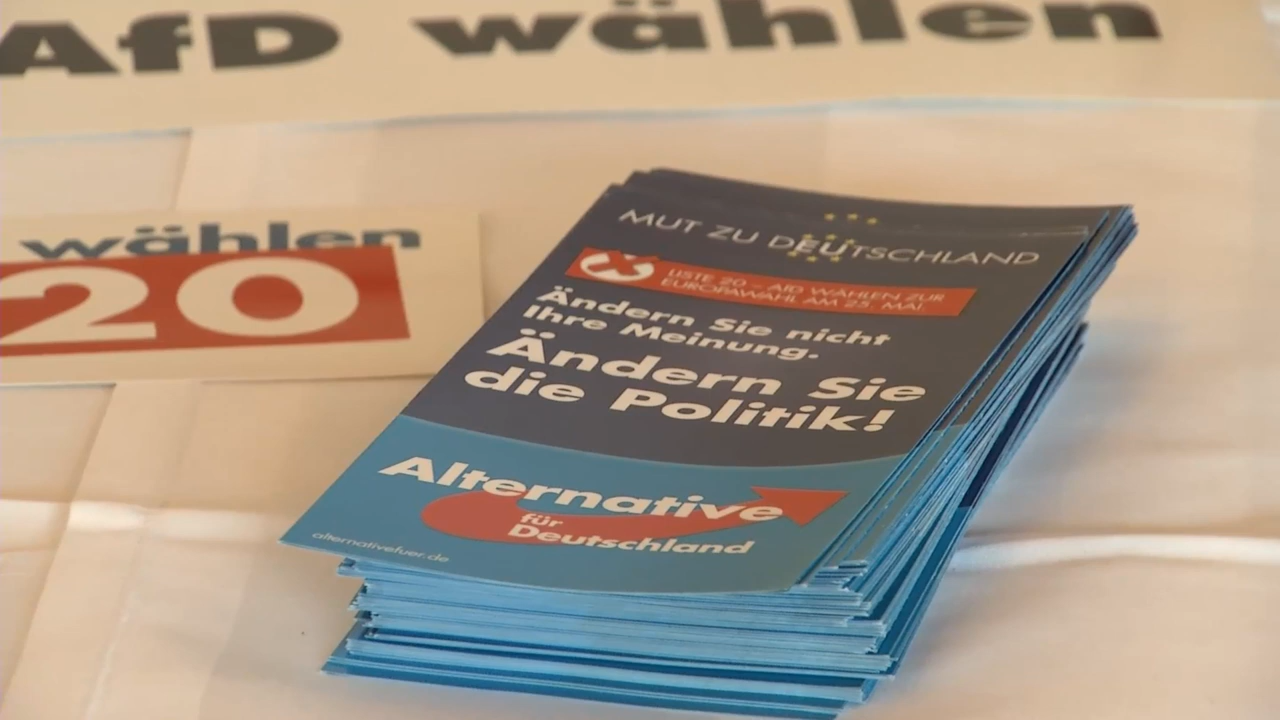 AfD wählen
wählen
20
MUT ZU DEUTSCHLAND
LISTE 20 – AfD WÄHLEN ZUR
EUROPAWAHL AM 25. MAI.
Ändern Sie nicht
Ihre Meinung.
Ändern Sie
die Politik!
Alternative
für
Deutschland
alternativefuer.de